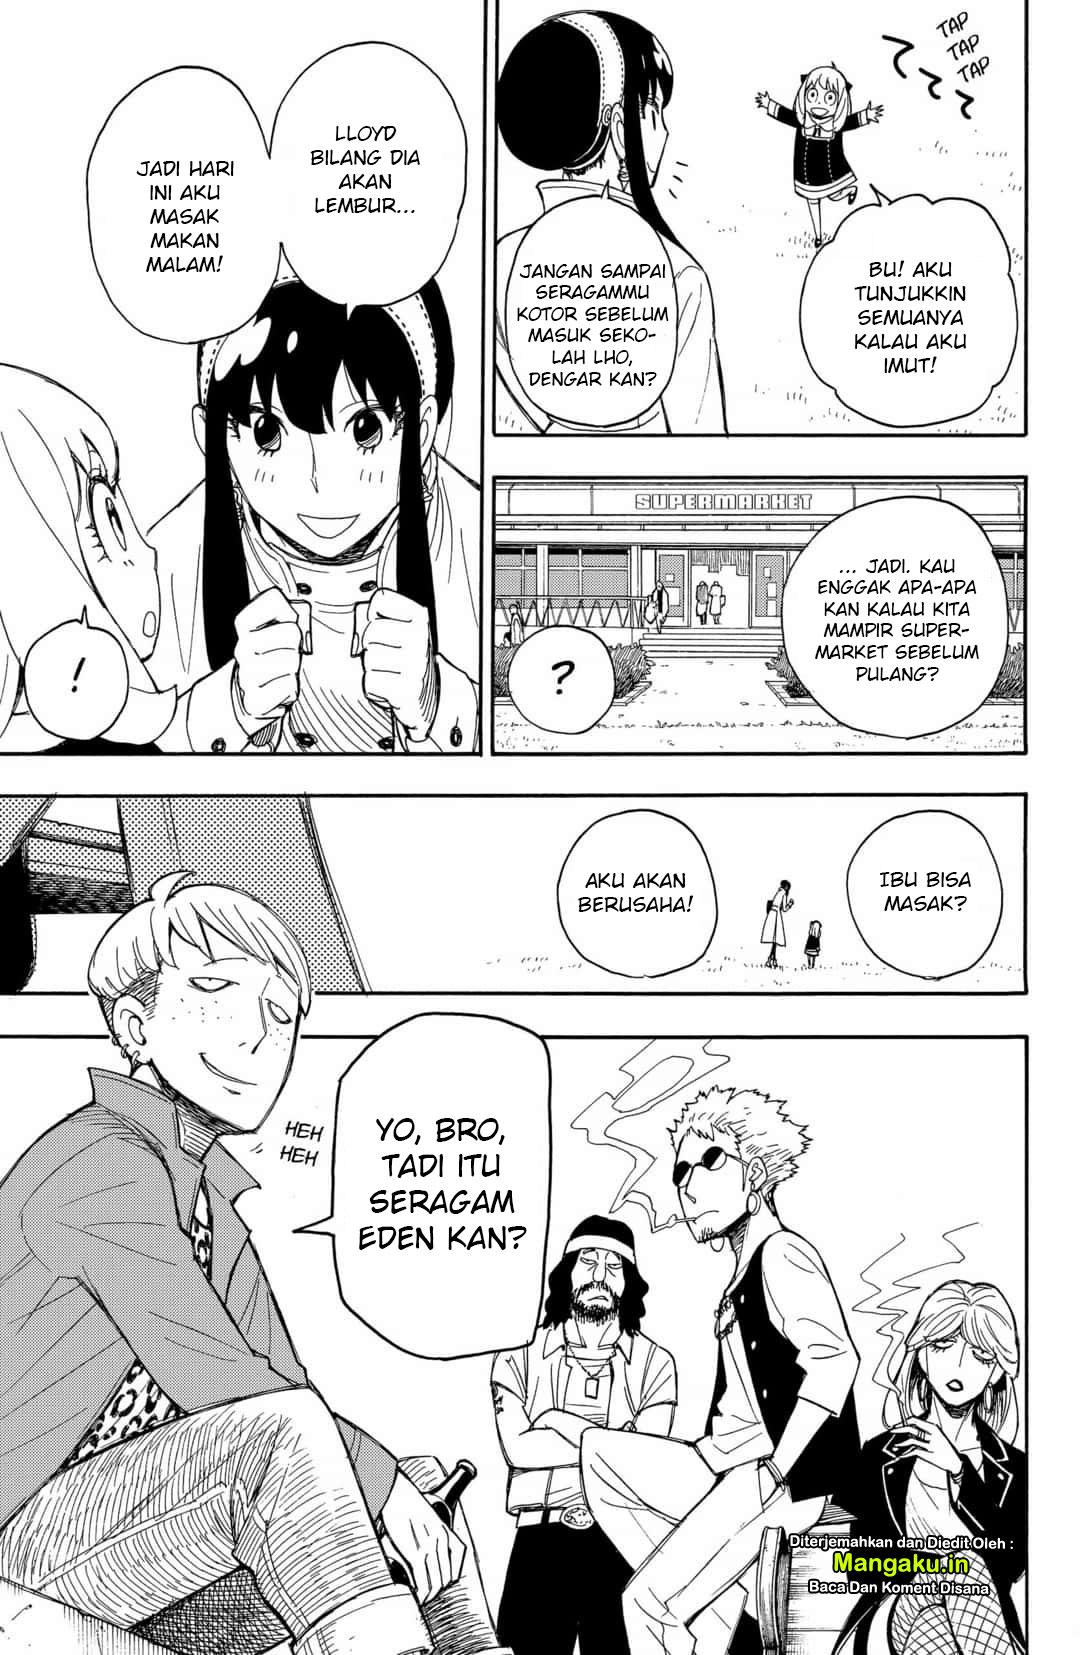 TAP
TAP
TAP
BU! AKU
TUNJUKKIN
SEMUANYA
KALAU AKU
IMUT!
JANGAN SAMPAI
SERAGAMMU
KOTOR SEBELUM
MASUK SEKO-
LAH LHO,
DENGAR KAN?
SUPERMARKET
... JADI. KAU
ENGGAK APA-APA
KAN KALAU KITA
MAMPIR SUPER-
MARKET SEBELUM
PULANG?
?
LLOYD
BILANG DIA
AKAN
LEMBUR...
JADI HARI
INI AKU
MASAK
MAKAN
MALAM!
!
IBU BISA
MASAK?
AKU AKAN
BERUSAHA!
YO, BRO,
TADI ITU
SERAGAM
EDEN KAN?
HEH
HEH
Diterjemahkan dan Diedit Oleh :
Mangaku.in
Baca Dan Koment Disana